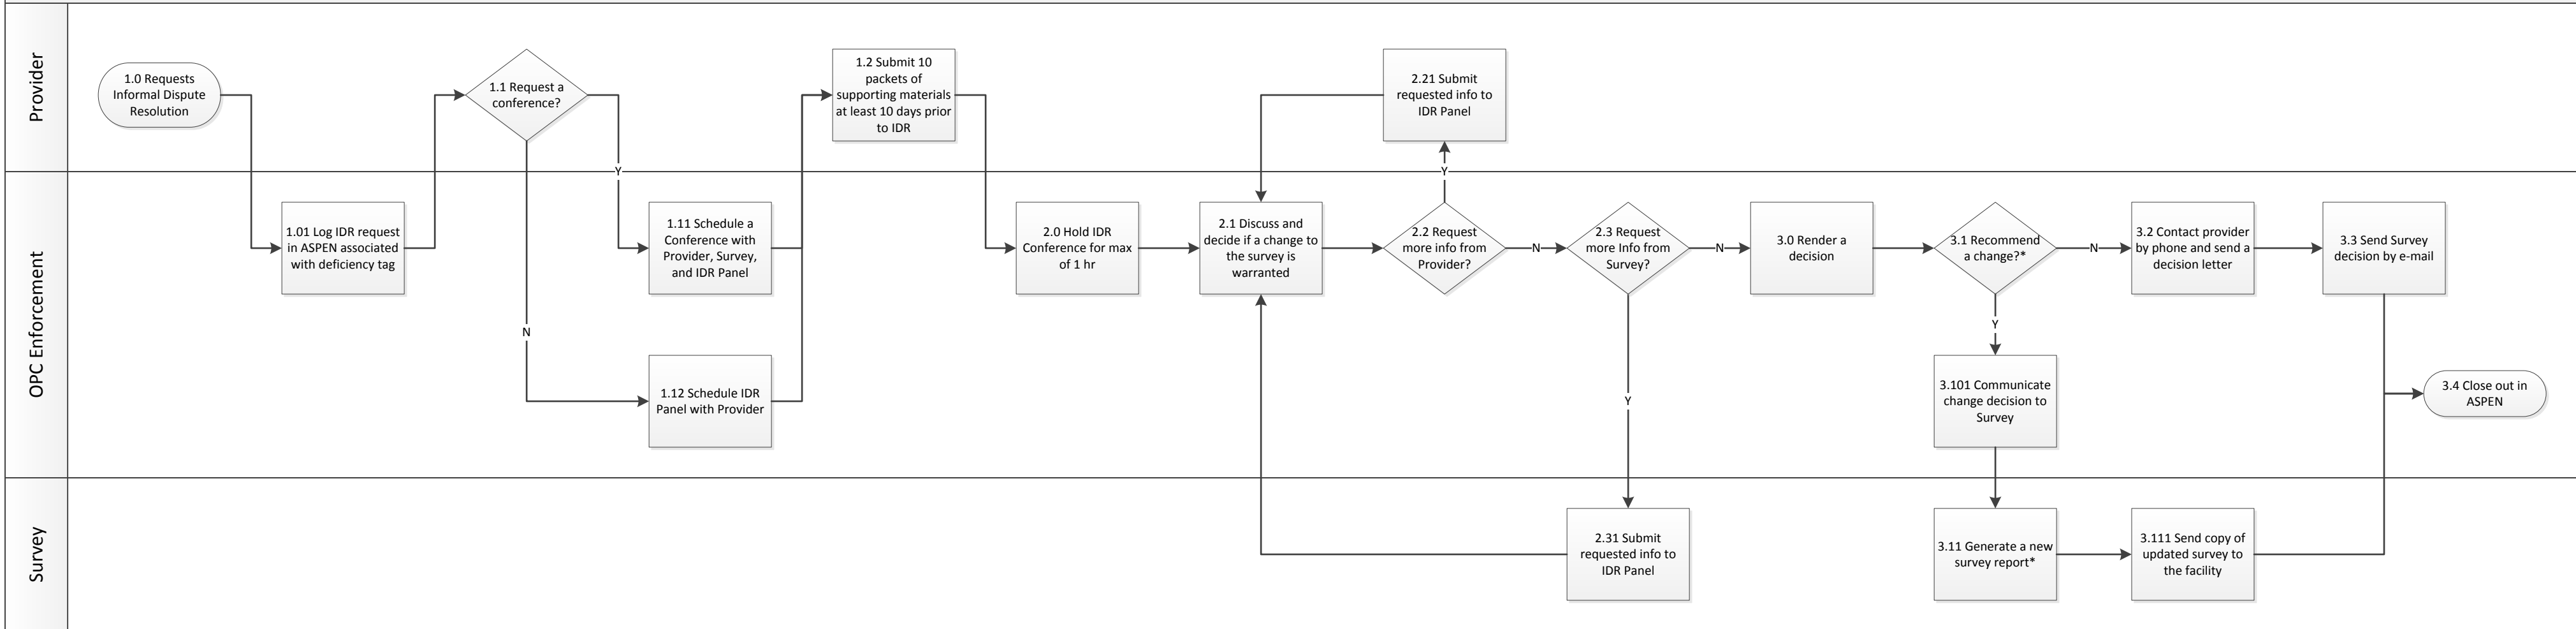 Provider
1.0 Requests
Informal Dispute
Resolution
1.1 Request a
conference?
1.2 Submit 10
packets of
supporting materials
at least 10 days prior
to IDR
2.21 Submit
requested info to
IDR Panel
Y
Y
OPC Enforcement
1.01 Log IDR request
in ASPEN associated
with deficiency tag
1.11 Schedule a
Conference with
Provider, Survey,
and IDR Panel
2.0 Hold IDR
Conference for max
of 1 hr
2.1 Discuss and
decide if a change to
the survey is
warranted
2.2 Request
more info from
Provider?
N
2.3 Request
more Info from
Survey?
N
3.0 Render a
decision
3.1 Recommend
a change?*
N
3.2 Contact provider
by phone and send a
decision letter
3.3 Send Survey
decision by e-mail
N
Y
1.12 Schedule IDR
Panel with Provider
Y
3.101 Communicate
change decision to
Survey
3.4 Close out in
ASPEN
Survey
2.31 Submit
requested info to
IDR Panel
3.11 Generate a new
survey report*
3.111 Send copy of
updated survey to
the facility